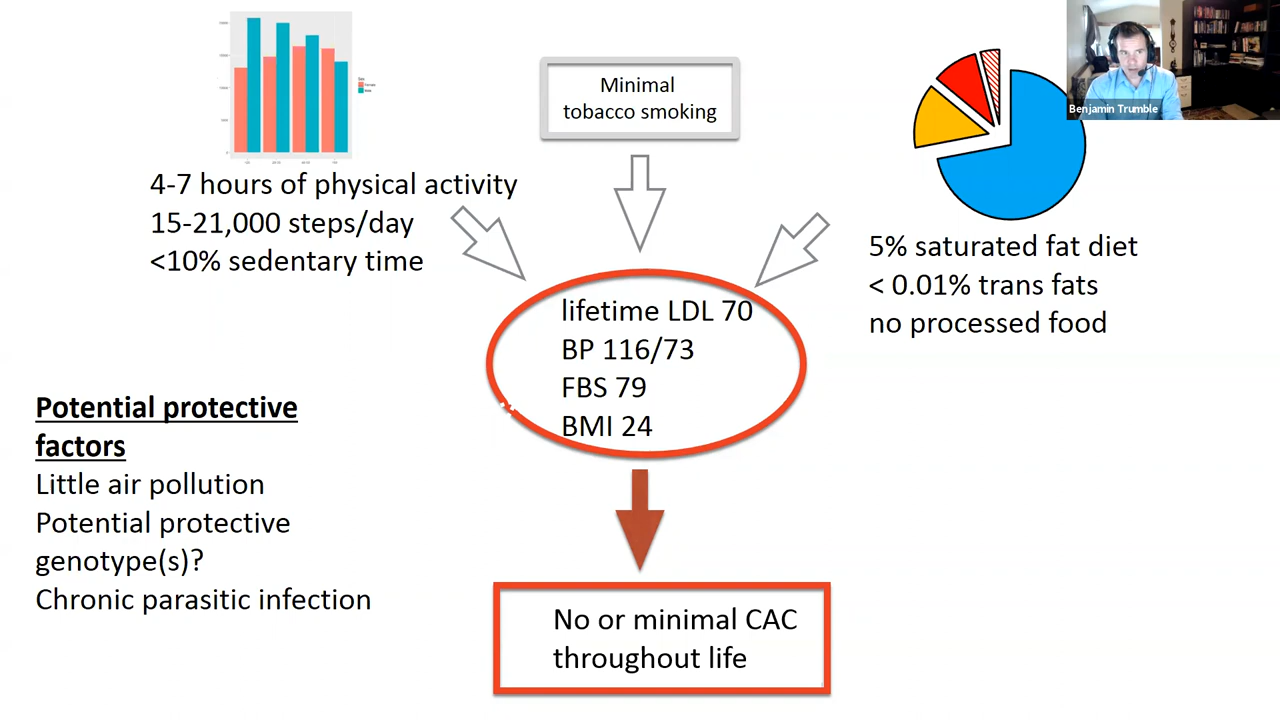 Minimal
tobacco smoking
Benjamin Trumble
4-7 hours of physical activity
15-21,000 steps/day
<10% sedentary time
5% saturated fat diet
< 0.01% trans fats
no processed food
lifetime LDL 70
BP 116/73
FBS 79
BMI 24
Potential protective
factors
Little air pollution
Potential protective
genotype(s)?
Chronic parasitic infection
No or minimal CAC
throughout life